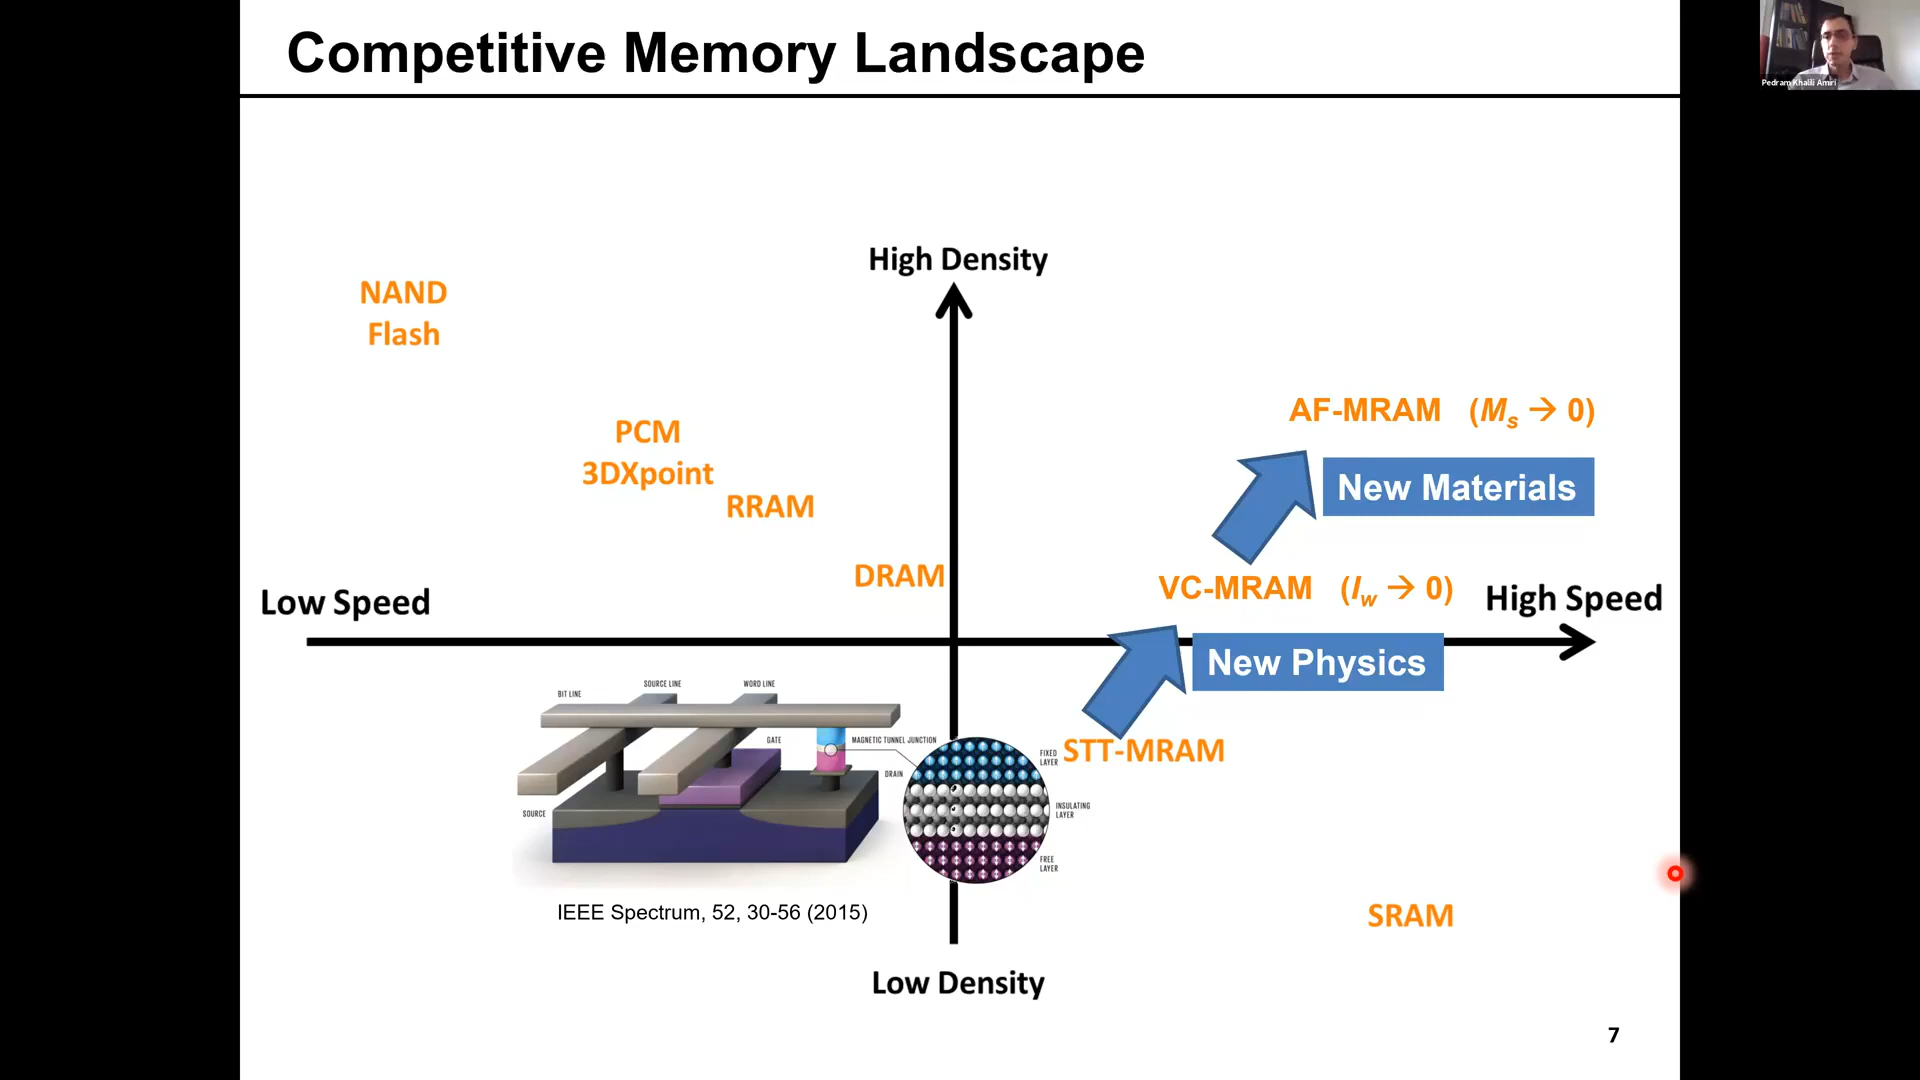 Competitive Memory Landscape
Pedram Khalili Amiri
High Density
NAND
Flash
AF-MRAM (Ms → 0)
PCM
3DXpoint
New Materials
RRAM
DRAM
VC-MRAM (Iw → 0)
Low Speed
High Speed
New Physics
BIT LINE
SOURCE LINE
WORD LINE
GATE
MAGNETIC TUNNEL JUNCTION
DRAIN
SOURCE
FIXED
LAYER
STT-MRAM
INSULATING
LAYER
FREE
LAYER
IEEE Spectrum, 52, 30-56 (2015)
SRAM
Low Density
7